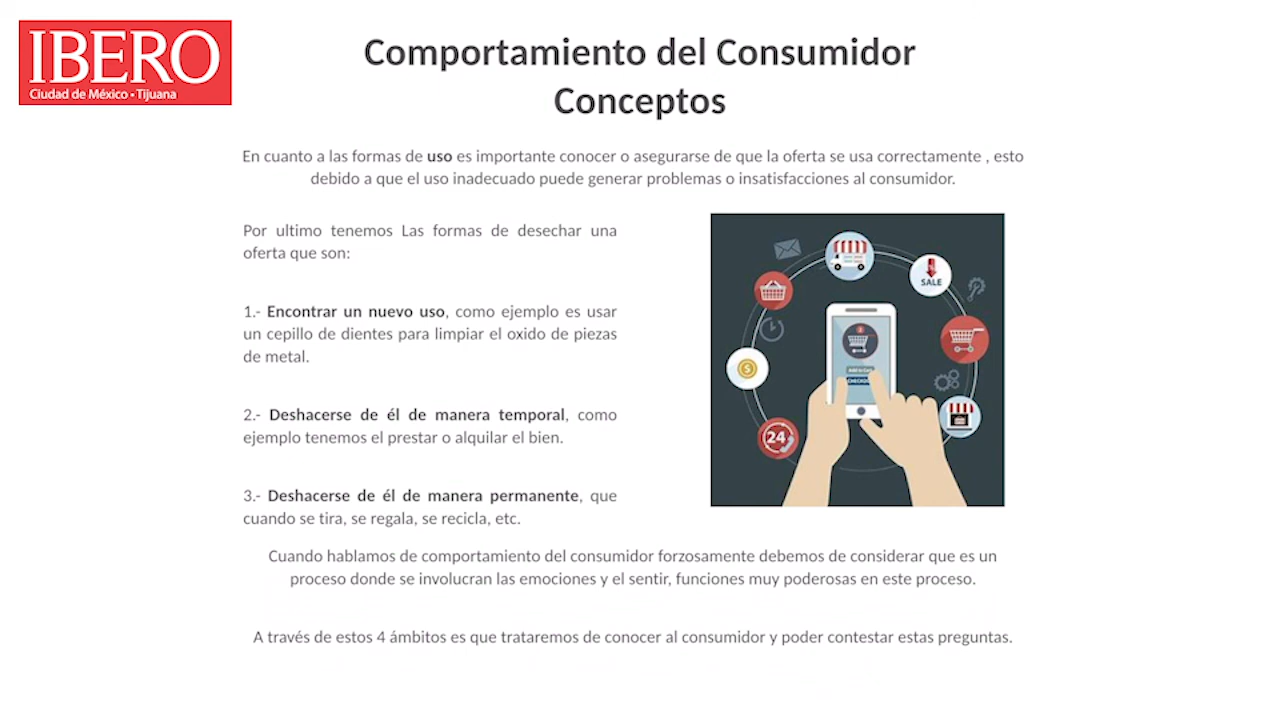 IBERO
Ciudad de México • Tijuana
Comportamiento del Consumidor
Conceptos
En cuanto a las formas de uso es importante conocer o asegurarse de que la oferta se usa correctamente , esto
debido a que el uso inadecuado puede generar problemas o insatisfacciones al consumidor.
Por ultimo tenemos Las formas de desechar una
oferta que son:
1.- Encontrar un nuevo uso, como ejemplo es usar
un cepillo de dientes para limpiar el oxido de piezas
de metal.
2.- Deshacerse de él de manera temporal, como
ejemplo tenemos el prestar o alquilar el bien.
3.- Deshacerse de él de manera permanente, que
cuando se tira, se regala, se recicla, etc.
SALE
Add to Cart
24
Cuando hablamos de comportamiento del consumidor forzosamente debemos de considerar que es un
proceso donde se involucran las emociones y el sentir, funciones muy poderosas en este proceso.
A través de estos 4 ámbitos es que trataremos de conocer al consumidor y poder contestar estas preguntas.